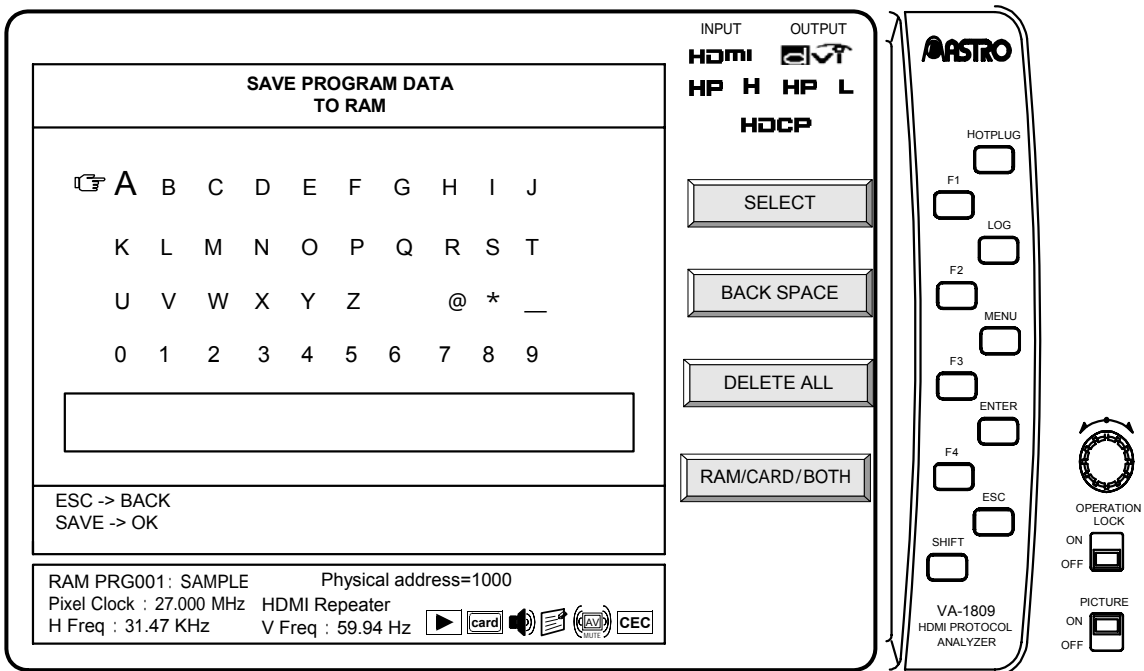 SAVE PROGRAM DATA
TO RAM
A B C D E F G H I J
K L M N O P Q R S T
U V W X Y Z @ * _
0 1 2 3 4 5 6 7 8 9
ESC -> BACK
SAVE -> OK
RAM PRG001: SAMPLE Physical address=1000
Pixel Clock : 27.000 MHz HDMI Repeater
H Freq : 31.47 KHz V Freq : 59.94 Hz card AV MUTE CEC
INPUT OUTPUT
HDMI DVI
HP H HP L
HDCP
SELECT
BACK SPACE
DELETE ALL
RAM/CARD/BOTH
ASTRO
HOTPLUG
F1
LOG
F2
MENU
F3
ENTER
F4
ESC
SHIFT
VA-1809
HDMI PROTOCOL
ANALYZER
OPERATION
LOCK
ON
OFF
PICTURE
ON
OFF